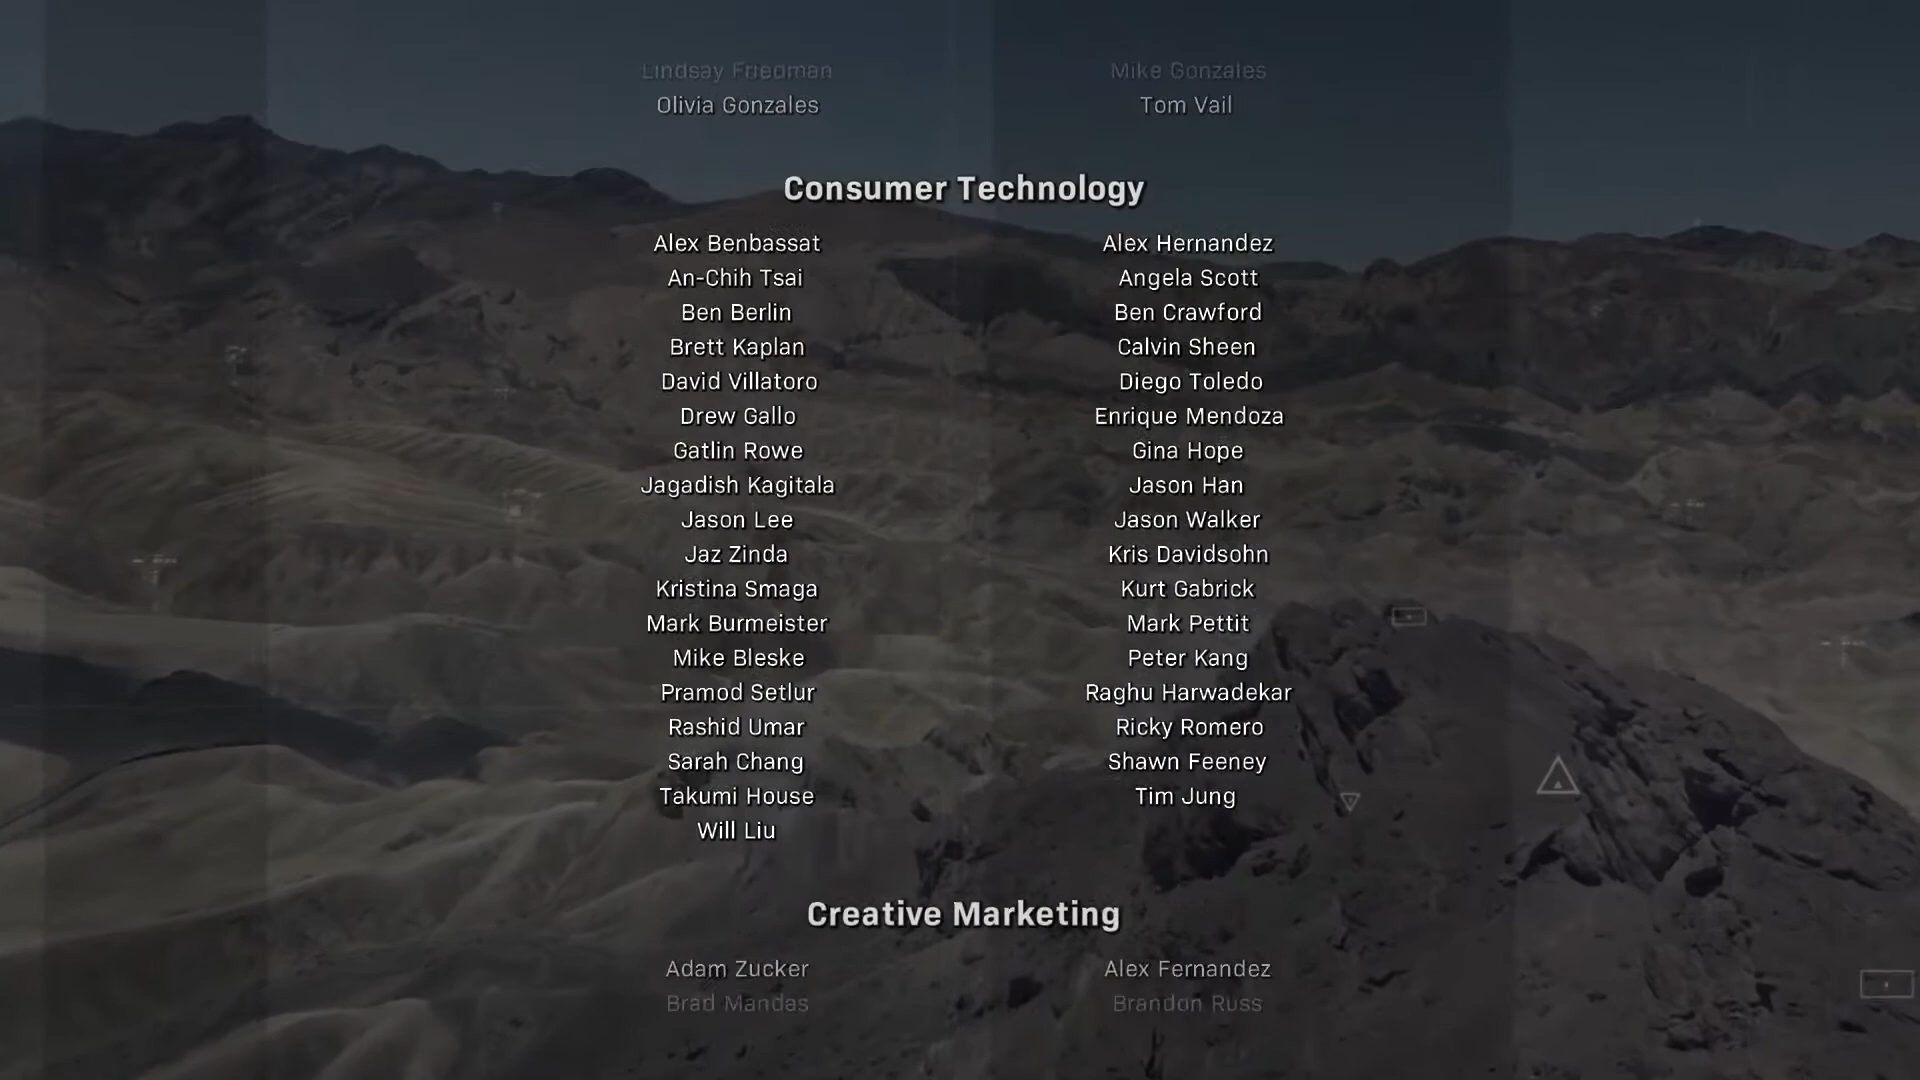 Lindsay Friedman Mike Gonzales
Olivia Gonzales Tom Vail
Consumer Technology
Alex Benbassat Alex Hernandez
An-Chih Tsai Angela Scott
Ben Berlin Ben Crawford
Brett Kaplan Calvin Sheen
David Villatoro Diego Toledo
Drew Gallo Enrique Mendoza
Gatlin Rowe Gina Hope
Jagadish Kagitala Jason Han
Jason Lee Jason Walker
Jaz Zinda Kris Davidsohn
Kristina Smaga Kurt Gabrick
Mark Burmeister Mark Pettit
Mike Bleske Peter Kang
Pramod Setlur Raghu Harwadekar
Rashid Umar Ricky Romero
Sarah Chang Shawn Feeney
Takumi House Tim Jung
Will Liu
Creative Marketing
Adam Zucker Alex Fernandez
Brad Mandas Brandon Russ